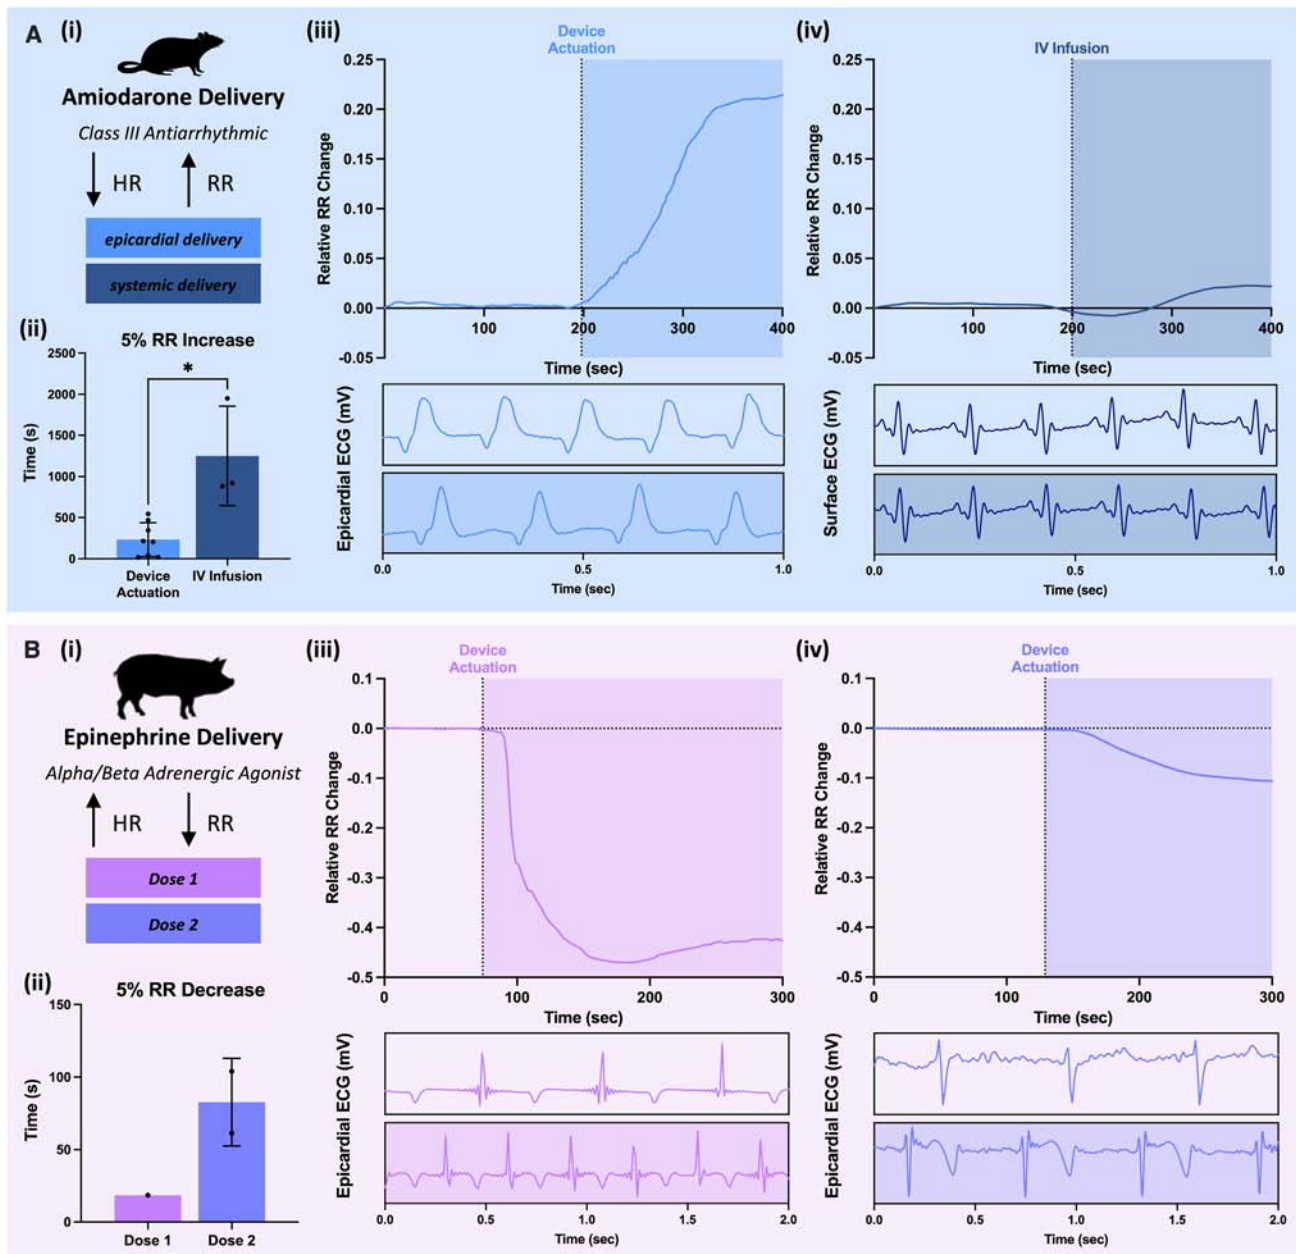 A (i)
Amiodarone Delivery
Class III Antiarrhythmic
HR RR
epicardial delivery
systemic delivery
(ii)
5% RR Increase
2500
2000
1500
1000
500
0
Time (s)
*
Device
Actuation
IV Infusion
(iii)
Device
Actuation
0.25
0.20
0.15
0.10
0.05
0.00
-0.05
Relative RR Change
100 200 300 400
Time (sec)
Epicardial ECG (mV)
0.0 0.5 1.0
Time (sec)
(iv)
IV Infusion
0.25
0.20
0.15
0.10
0.05
0.00
-0.05
Relative RR Change
100 200 300 400
Time (sec)
Surface ECG (mV)
0.0 0.5 1.0
Time (sec)
B (i)
Epinephrine Delivery
Alpha/Beta Adrenergic Agonist
HR RR
Dose 1
Dose 2
(ii)
5% RR Decrease
150
100
50
0
Time (s)
Dose 1 Dose 2
(iii)
Device
Actuation
0.1
0.0
-0.1
-0.2
-0.3
-0.4
-0.5
Relative RR Change
0 100 200 300
Time (sec)
Epicardial ECG (mV)
0.0 0.5 1.0 1.5 2.0
Time (sec)
(iv)
Device
Actuation
0.1
0.0
-0.1
-0.2
-0.3
-0.4
-0.5
Relative RR Change
0 100 200 300
Time (sec)
Epicardial ECG (mV)
0.0 0.5 1.0 1.5 2.0
Time (sec)